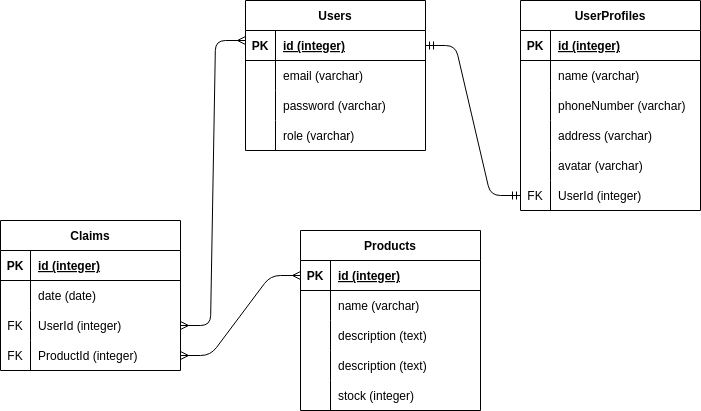 Users
PK id (integer)
email (varchar)
password (varchar)
role (varchar)
UserProfiles
PK id (integer)
name (varchar)
phoneNumber (varchar)
address (varchar)
avatar (varchar)
FK UserId (integer)
Claims
PK id (integer)
date (date)
FK UserId (integer)
FK ProductId (integer)
Products
PK id (integer)
name (varchar)
description (text)
description (text)
stock (integer)